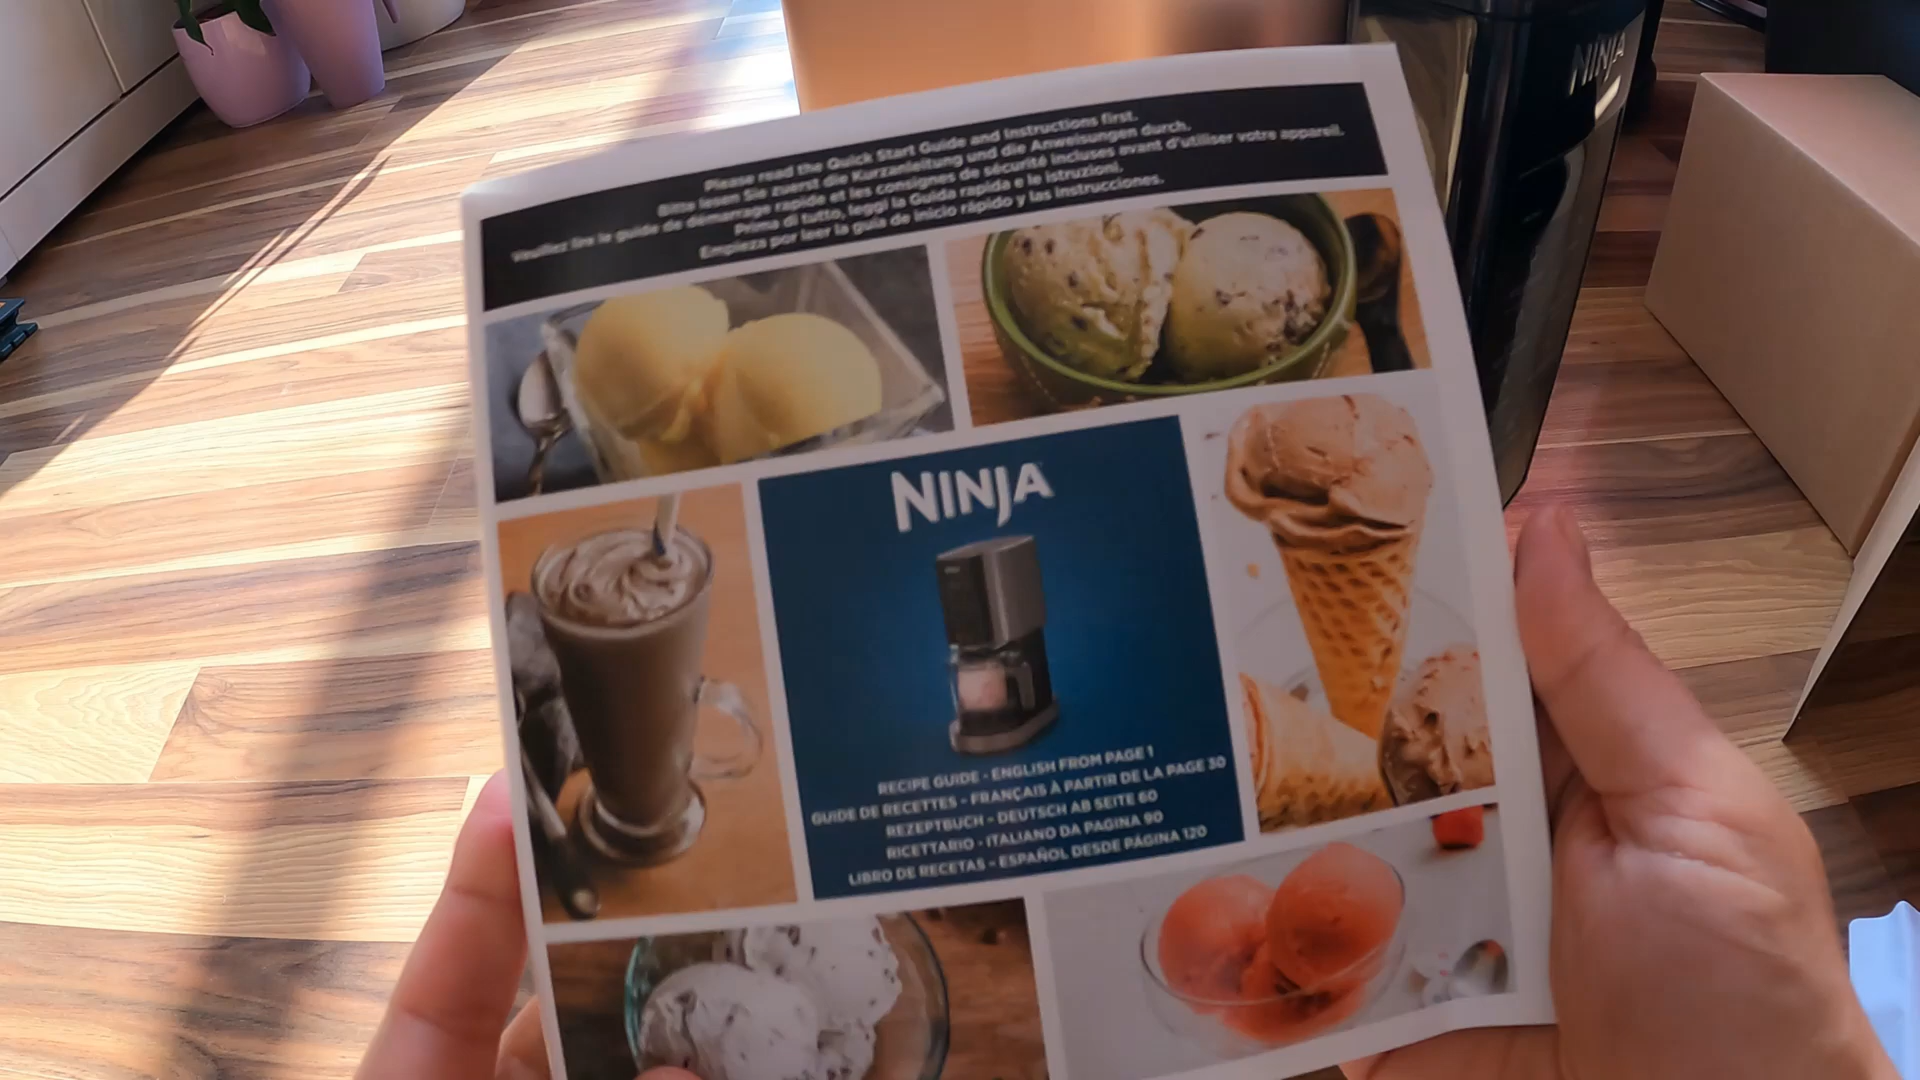 NINJA
Please read the Quick Start Guide and Instructions first.
Bitte lesen Sie zuerst die Kurzanleitung und die Anweisungen durch.
Veuillez lire le guide de démarrage rapide et les consignes de sécurité incluses avant d'utiliser votre appareil.
Prima di tutto, leggi la Guida rapida e le istruzioni.
Empieza por leer la guía de inicio rápido y las instrucciones.
NINJA
RECIPE GUIDE - ENGLISH FROM PAGE 1
GUIDE DE RECETTES - FRANÇAIS À PARTIR DE LA PAGE 30
REZEPTBUCH - DEUTSCH AB SEITE 60
RICETTARIO - ITALIANO DA PAGINA 90
LIBRO DE RECETAS - ESPAÑOL DESDE PÁGINA 120